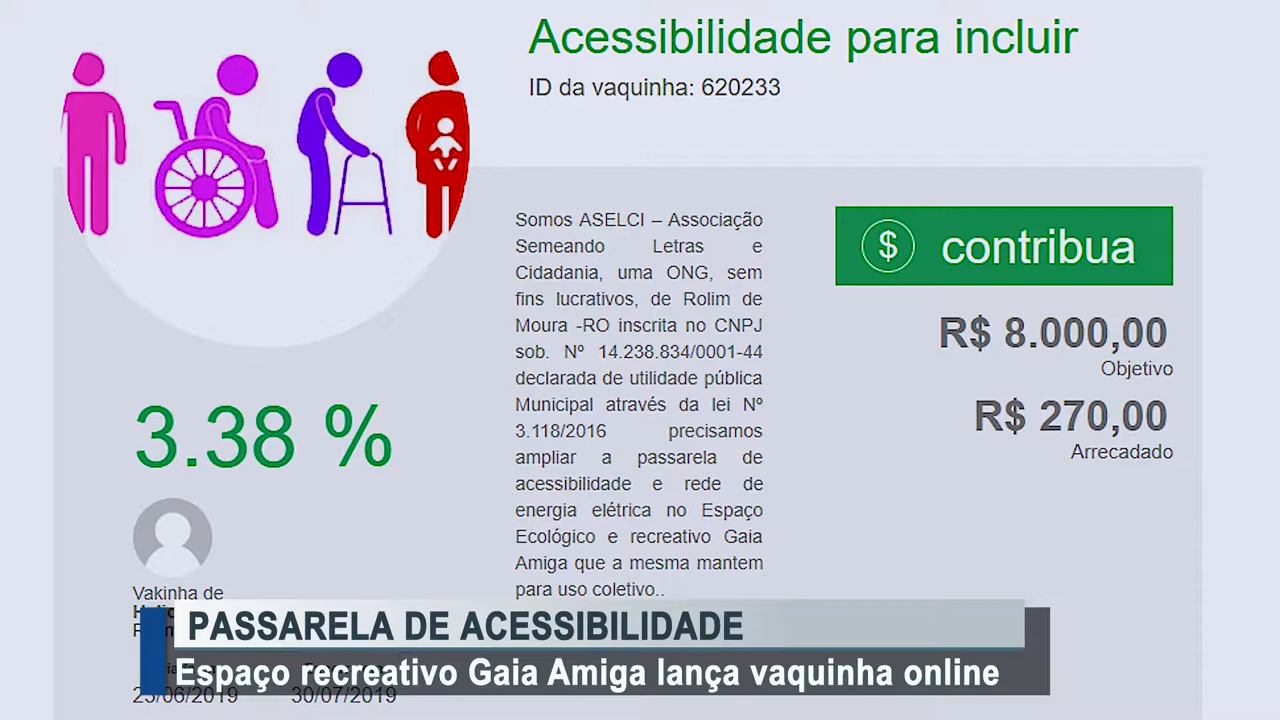 Acessibilidade para incluir
ID da vaquinha: 620233
Somos ASELCI – Associação
Semeando Letras e
Cidadania, uma ONG, sem
fins lucrativos, de Rolim de
Moura -RO inscrita no CNPJ
sob. Nº 14.238.834/0001-44
declarada de utilidade pública
Municipal através da lei Nº
3.118/2016 precisamos
ampliar a passarela de
acessibilidade e rede de
energia elétrica no Espaço
Ecológico e recreativo Gaia
Amiga que a mesma mantem
para uso coletivo..
$ contribua
R$ 8.000,00
Objetivo
R$ 270,00
Arrecadado
3.38 %
Vakinha de
PASSARELA DE ACESSIBILIDADE
Espaço recreativo Gaia Amiga lança vaquinha online
25/06/2019 30/07/2019